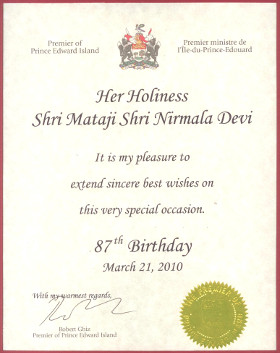 Premier of Premier ministre de
Prince Edward Island l'Île-du-Prince-Édouard
Her Holiness
Shri Mataji Shri Nirmala Devi
It is my pleasure to
extend sincere best wishes on
this very special occasion.
87th Birthday
March 21, 2010
With my warmest regards,
Robert Ghiz
Premier of Prince Edward Island